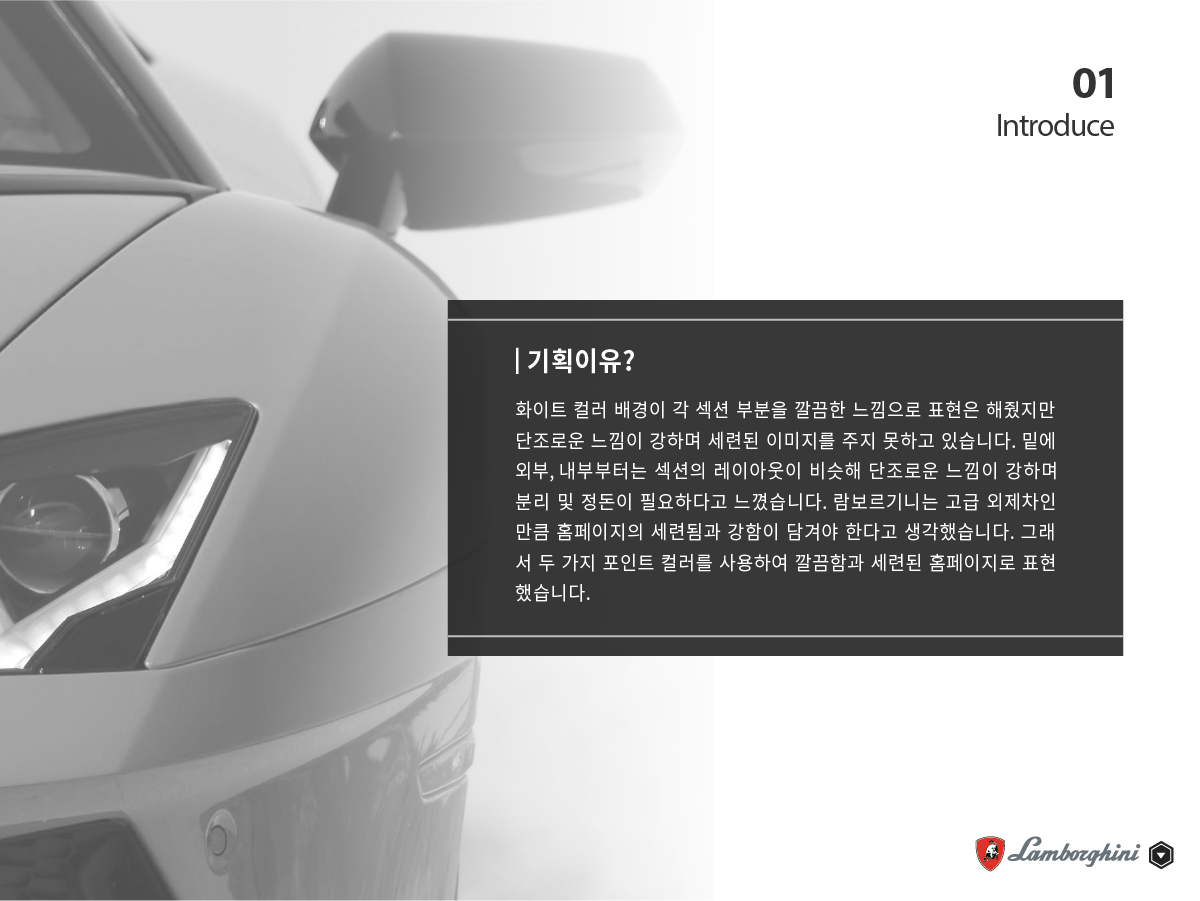 01
Introduce
기획이유?
화이트 컬러 배경이 각 섹션 부분을 깔끔한 느낌으로 표현은 해줬지만
단조로운 느낌이 강하며 세련된 이미지를 주지 못하고 있습니다. 밑에
외부, 내부부터는 섹션의 레이아웃이 비슷해 단조로운 느낌이 강하며
분리 및 정돈이 필요하다고 느꼈습니다. 람보르기니는 고급 외제차인
만큼 홈페이지의 세련됨과 강함이 담겨야 한다고 생각했습니다. 그래
서 두 가지 포인트 컬러를 사용하여 깔끔함과 세련된 홈페이지로 표현
했습니다.
Lamborghini